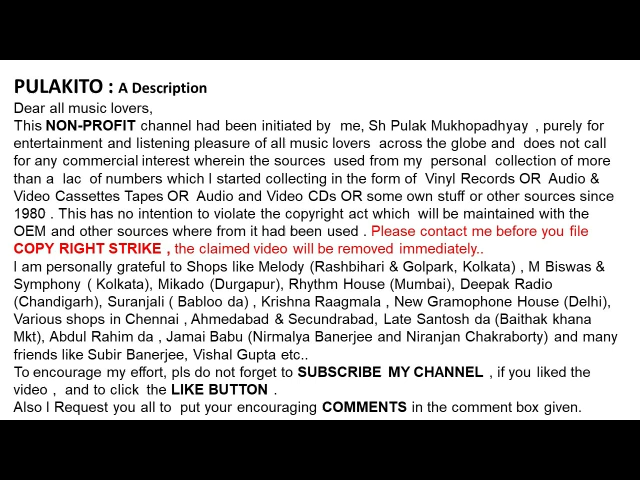 PULAKITO : A Description
Dear all music lovers,
This NON-PROFIT channel had been initiated by me, Sh Pulak Mukhopadhyay , purely for
entertainment and listening pleasure of all music lovers across the globe and does not call
for any commercial interest wherein the sources used from my personal collection of more
than a lac of numbers which I started collecting in the form of Vinyl Records OR Audio &
Video Cassettes Tapes OR Audio and Video CDs OR some own stuff or other sources since
1980 . This has no intention to violate the copyright act which will be maintained with the
OEM and other sources where from it had been used . Please contact me before you file
COPY RIGHT STRIKE , the claimed video will be removed immediately..
I am personally grateful to Shops like Melody (Rashbihari & Golpark, Kolkata) , M Biswas &
Symphony ( Kolkata), Mikado (Durgapur), Rhythm House (Mumbai), Deepak Radio
(Chandigarh), Suranjali ( Babloo da) , Krishna Raagmala , New Gramophone House (Delhi),
Various shops in Chennai , Ahmedabad & Secundrabad, Late Santosh da (Baithak khana
Mkt), Abdul Rahim da , Jamai Babu (Nirmalya Banerjee and Niranjan Chakraborty) and many
friends like Subir Banerjee, Vishal Gupta etc..
To encourage my effort, pls do not forget to SUBSCRIBE MY CHANNEL , if you liked the
video , and to click the LIKE BUTTON .
Also I Request you all to put your encouraging COMMENTS in the comment box given.